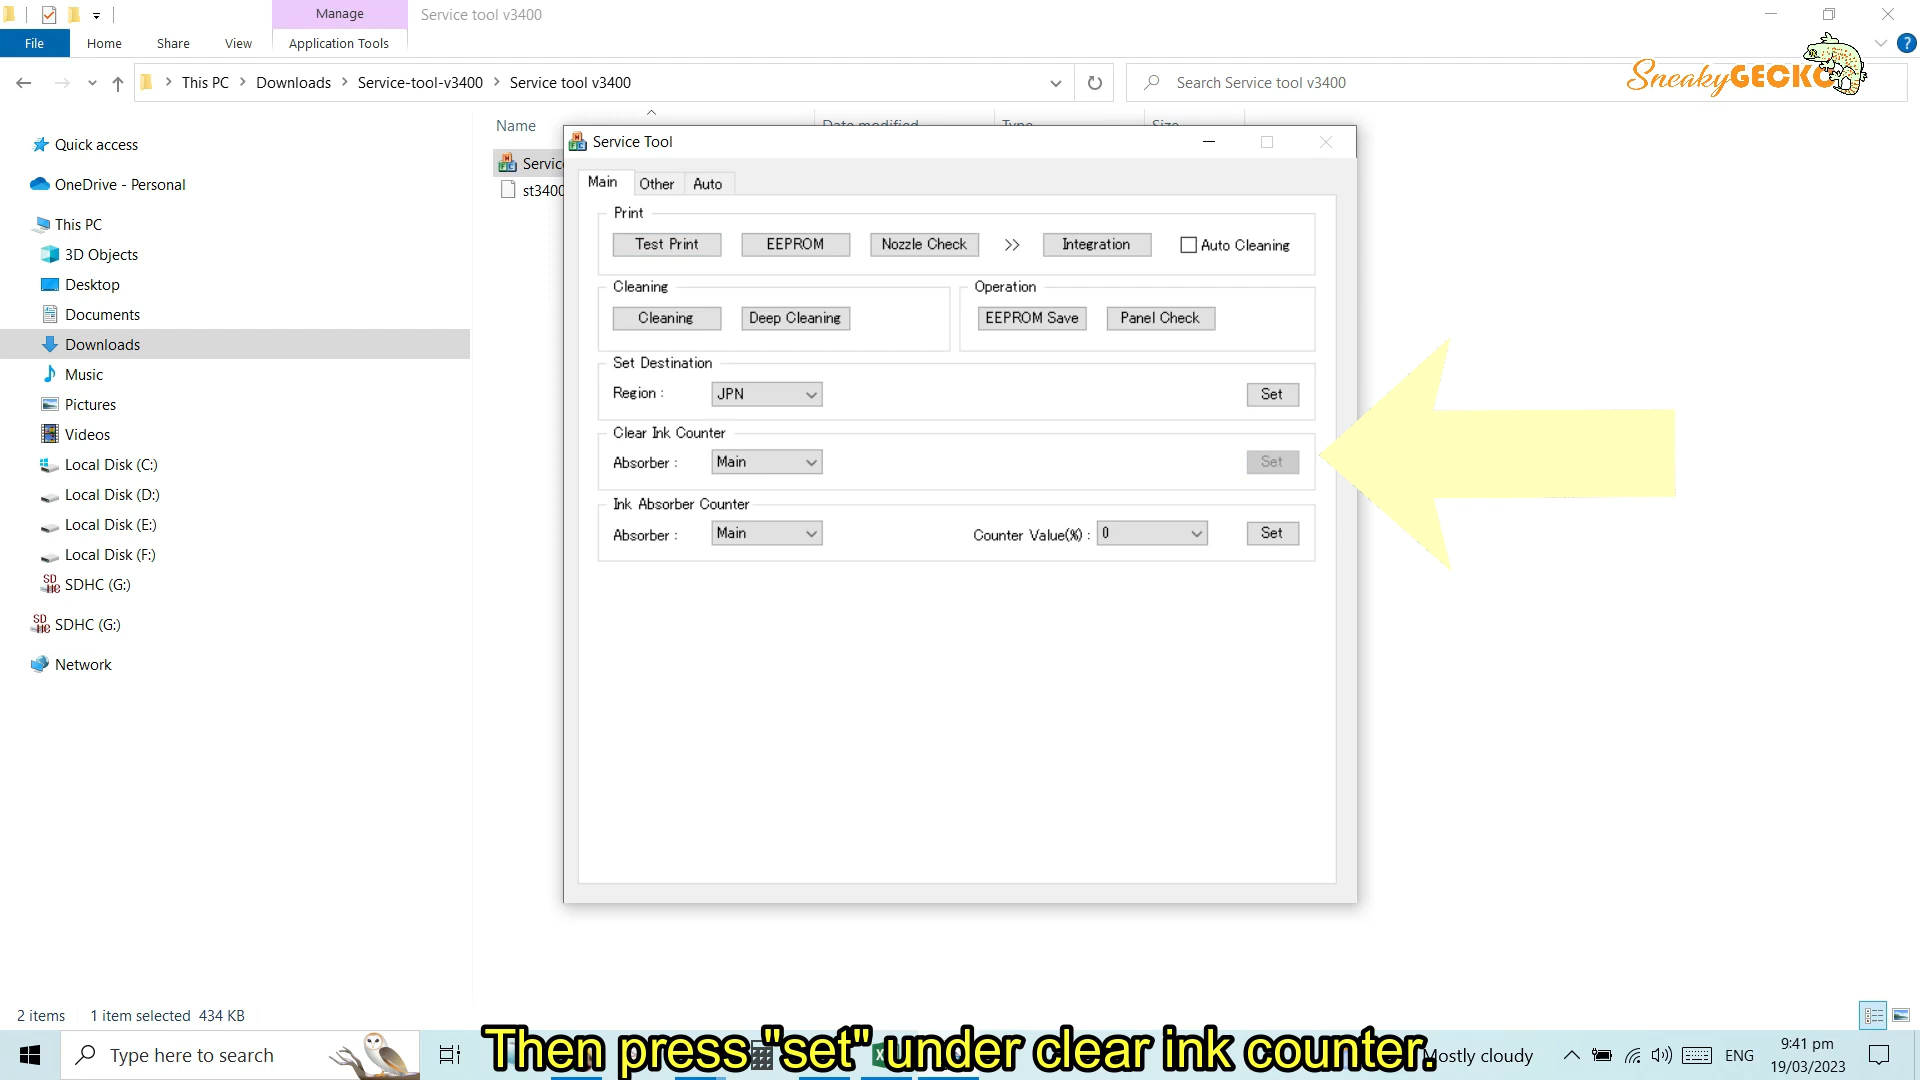 Manage
Service tool v3400
File
Home
Share
View
Application Tools
This PC
Downloads
Service-tool-v3400
Service tool v3400
Search Service tool v3400
SneakyGECKO
Quick access
OneDrive - Personal
This PC
3D Objects
Desktop
Documents
Downloads
Music
Pictures
Videos
Local Disk (C:)
Local Disk (D:)
Local Disk (E:)
Local Disk (F:)
SDHC (G:)
SDHC (G:)
Network
Name
Date modified
Type
Size
Servic
st3400
Service Tool
Main
Other
Auto
Print
Test Print
EEPROM
Nozzle Check
>>
Integration
Auto Cleaning
Cleaning
Cleaning
Deep Cleaning
Operation
EEPROM Save
Panel Check
Set Destination
Region :
JPN
Set
Clear Ink Counter
Absorber :
Main
Set
Ink Absorber Counter
Absorber :
Main
Counter Value(%) :
0
Set
2 items
1 item selected 434 KB
Then press "set" under clear ink counter.
Type here to search
Mostly cloudy
ENG
9:41 pm
19/03/2023